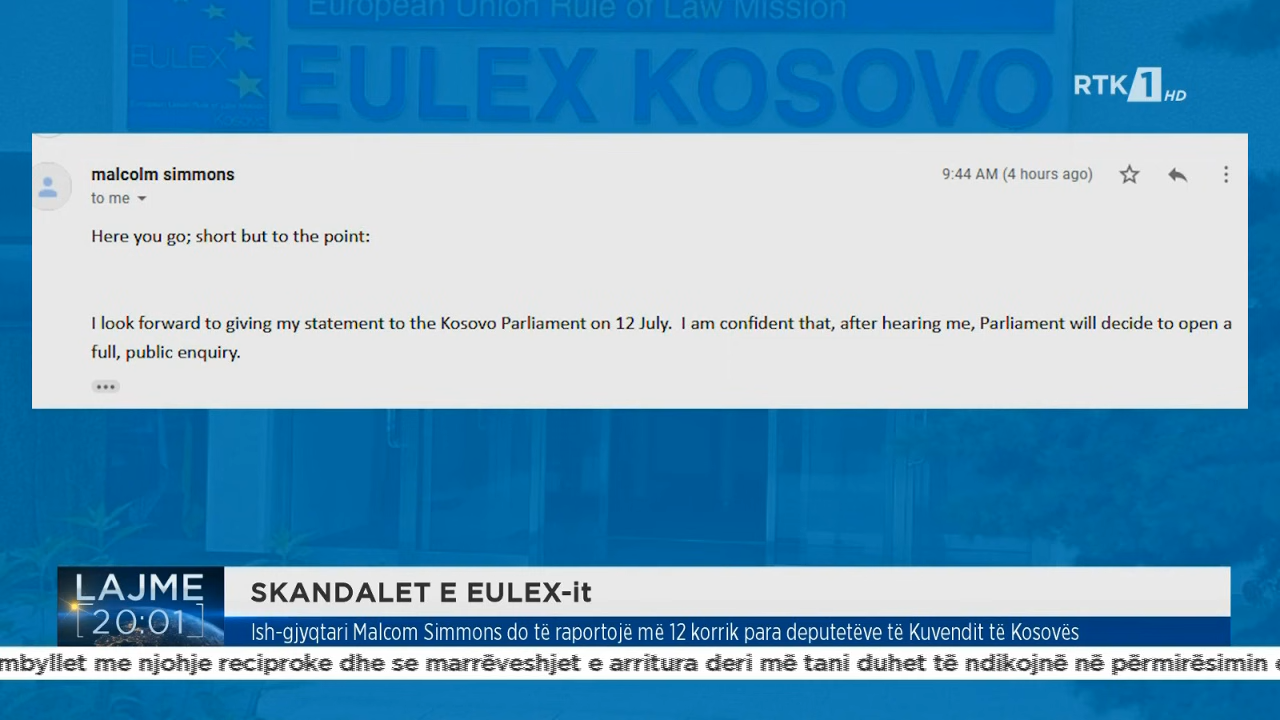 European Union Rule of Law Mission
EULEX
EULEX KOSOVO
RTK 1 HD
malcolm simmons
9:44 AM (4 hours ago)
to me
Here you go; short but to the point:
I look forward to giving my statement to the Kosovo Parliament on 12 July. I am confident that, after hearing me, Parliament will decide to open a
full, public enquiry.
LAJME
[20:01]
SKANDALET E EULEX-it
Ish-gjyqtari Malcom Simmons do të raportojë më 12 korrik para deputetëve të Kuvendit të Kosovës
mbyllet me njohje reciproke dhe se marrëveshjet e arritura deri më tani duhet të ndikojnë në përmirësimin